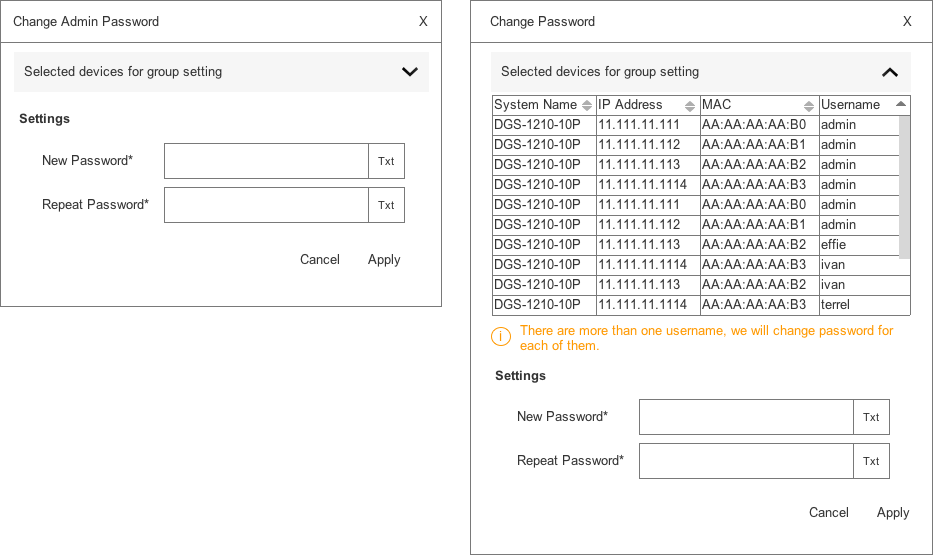 Change Admin Password X
Selected devices for group setting
Settings
New Password* Txt
Repeat Password* Txt
Cancel Apply
Change Password X
Selected devices for group setting
System Name IP Address MAC Username
DGS-1210-10P 11.111.11.111 AA:AA:AA:AA:B0 admin
DGS-1210-10P 11.111.11.112 AA:AA:AA:AA:B1 admin
DGS-1210-10P 11.111.11.113 AA:AA:AA:AA:B2 admin
DGS-1210-10P 11.111.11.1114 AA:AA:AA:AA:B3 admin
DGS-1210-10P 11.111.11.111 AA:AA:AA:AA:B0 admin
DGS-1210-10P 11.111.11.112 AA:AA:AA:AA:B1 admin
DGS-1210-10P 11.111.11.113 AA:AA:AA:AA:B2 effie
DGS-1210-10P 11.111.11.1114 AA:AA:AA:AA:B3 ivan
DGS-1210-10P 11.111.11.113 AA:AA:AA:AA:B2 ivan
DGS-1210-10P 11.111.11.1114 AA:AA:AA:AA:B3 terrel
There are more than one username, we will change password for
each of them.
Settings
New Password* Txt
Repeat Password* Txt
Cancel Apply